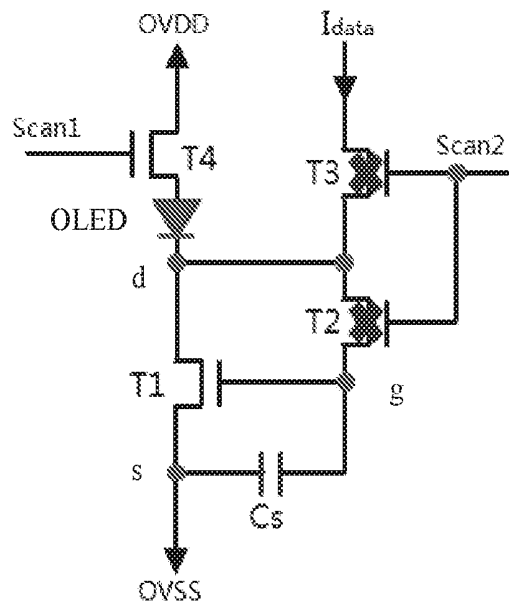 OVDD
Idata
Scan1
T4
T3
Scan2
OLED
d
T2
T1
g
s
Cs
OVSS